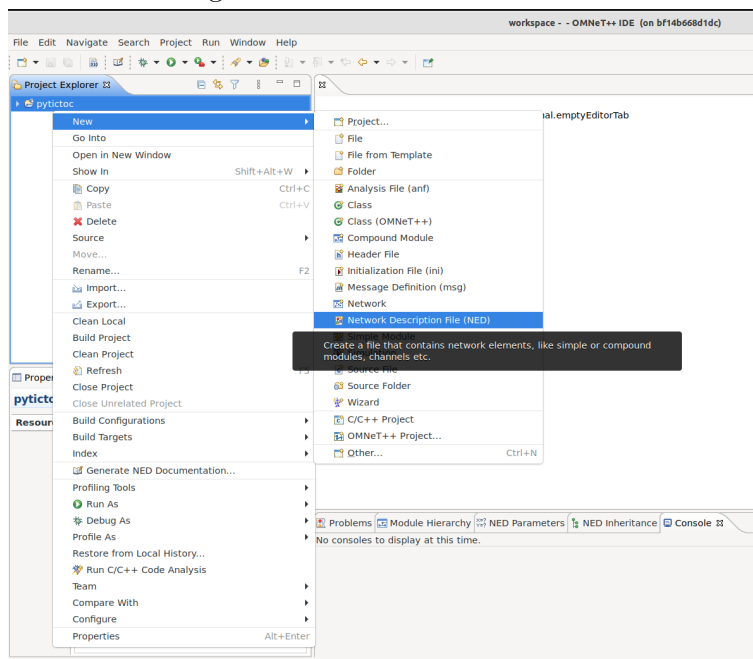 workspace - - OMNeT++ IDE (on bf14b668d1dc)
File Edit Navigate Search Project Run Window Help
Project Explorer
pytictoc
New
Go Into
Open in New Window
Show In Shift+Alt+W
Copy Ctrl+C
Paste Ctrl+V
Delete
Source
Move...
Rename... F2
Import...
Export...
Clean Local
Build Project
Clean Project
Refresh F5
Close Project
Close Unrelated Project
Build Configurations
Build Targets
Index
Generate NED Documentation...
Profiling Tools
Run As
Debug As
Profile As
Restore from Local History...
Run C/C++ Code Analysis
Team
Compare With
Configure
Properties Alt+Enter
Project...
File
File from Template
Folder
Analysis File (anf)
Class
Class (OMNeT++)
Compound Module
Header File
Initialization File (ini)
Message Definition (msg)
Network
Network Description File (NED)
Simple Module
Create a file that contains network elements, like simple or compound
modules, channels etc.
Source File
Source Folder
Wizard
C/C++ Project
OMNeT++ Project...
Other... Ctrl+N
al.emptyEditorTab
Proper
pyticto
Resour
Problems Module Hierarchy NED Parameters NED Inheritance Console
No consoles to display at this time.